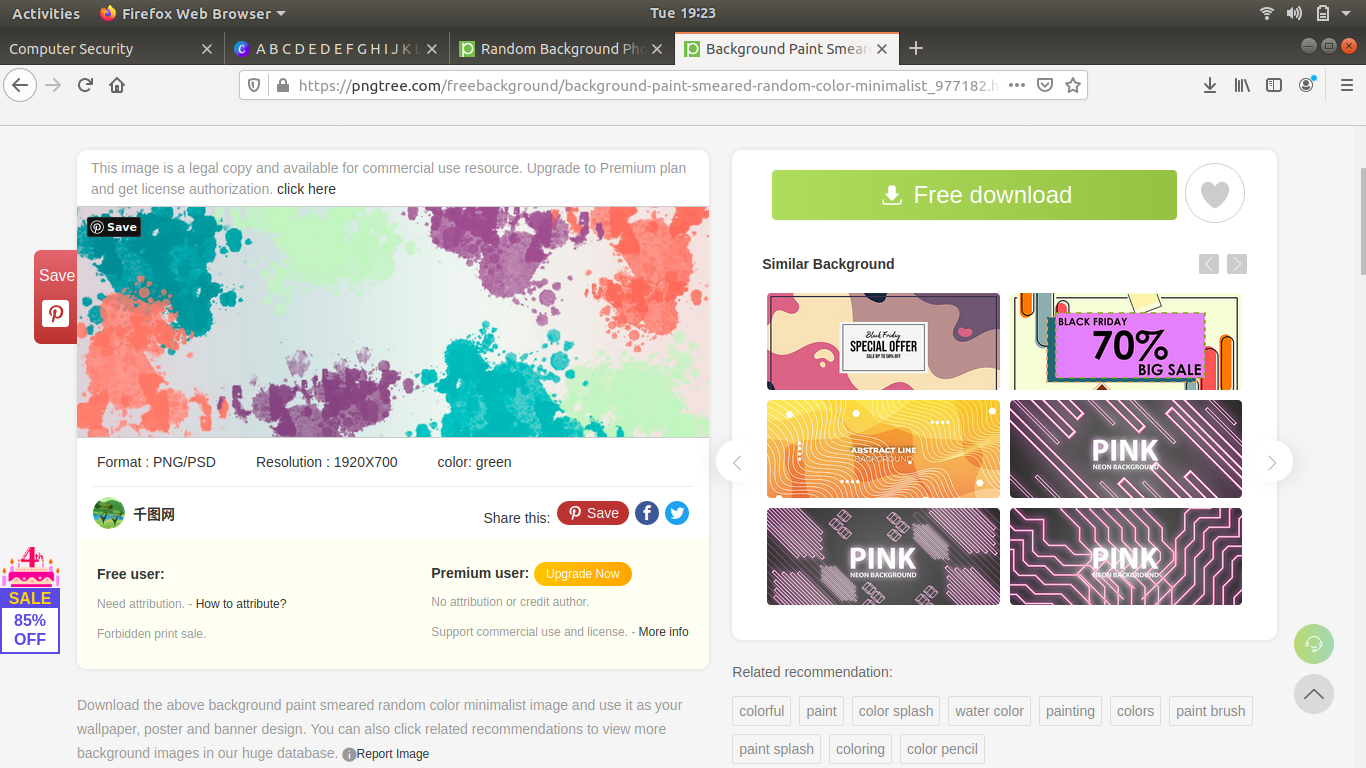 Activities
Firefox Web Browser
Tue 19:23
Computer Security
A B C D E D E F G H I J K L
Random Background Pho
Background Paint Smear
https://pngtree.com/freebackground/background-paint-smeared-random-color-minimalist_977182.h
This image is a legal copy and available for commercial use resource. Upgrade to Premium plan
and get license authorization. click here
Save
Save
Format : PNG/PSD
Resolution : 1920X700
color: green
千图网
Share this:
Save
Free user:
Need attribution. - How to attribute?
Forbidden print sale.
Premium user:
Upgrade Now
No attribution or credit author.
Support commercial use and license. - More info
4th
SALE
85%
OFF
Download the above background paint smeared random color minimalist image and use it as your
wallpaper, poster and banner design. You can also click related recommendations to view more
background images in our huge database. Report Image
Free download
Similar Background
Black Friday
SPECIAL OFFER
SALE UP TO 50% OFF
BLACK FRIDAY
70%
BIG SALE
ABSTRACT LINE
BACKGROUND
PINK
NEON BACKGROUND
PINK
NEON BACKGROUND
PINK
NEON BACKGROUND
Related recommendation:
colorful
paint
color splash
water color
painting
colors
paint brush
paint splash
coloring
color pencil